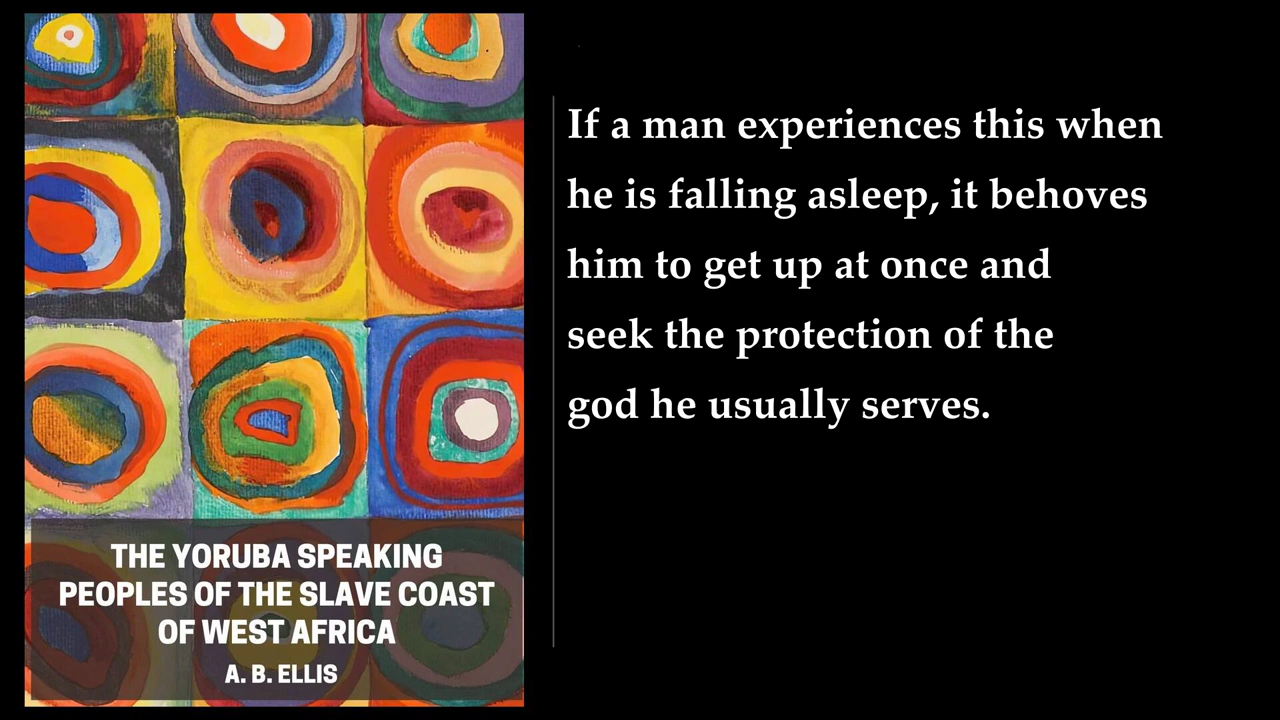 THE YORUBA SPEAKING
PEOPLES OF THE SLAVE COAST
OF WEST AFRICA
A. B. ELLIS
If a man experiences this when
he is falling asleep, it behoves
him to get up at once and
seek the protection of the
god he usually serves.